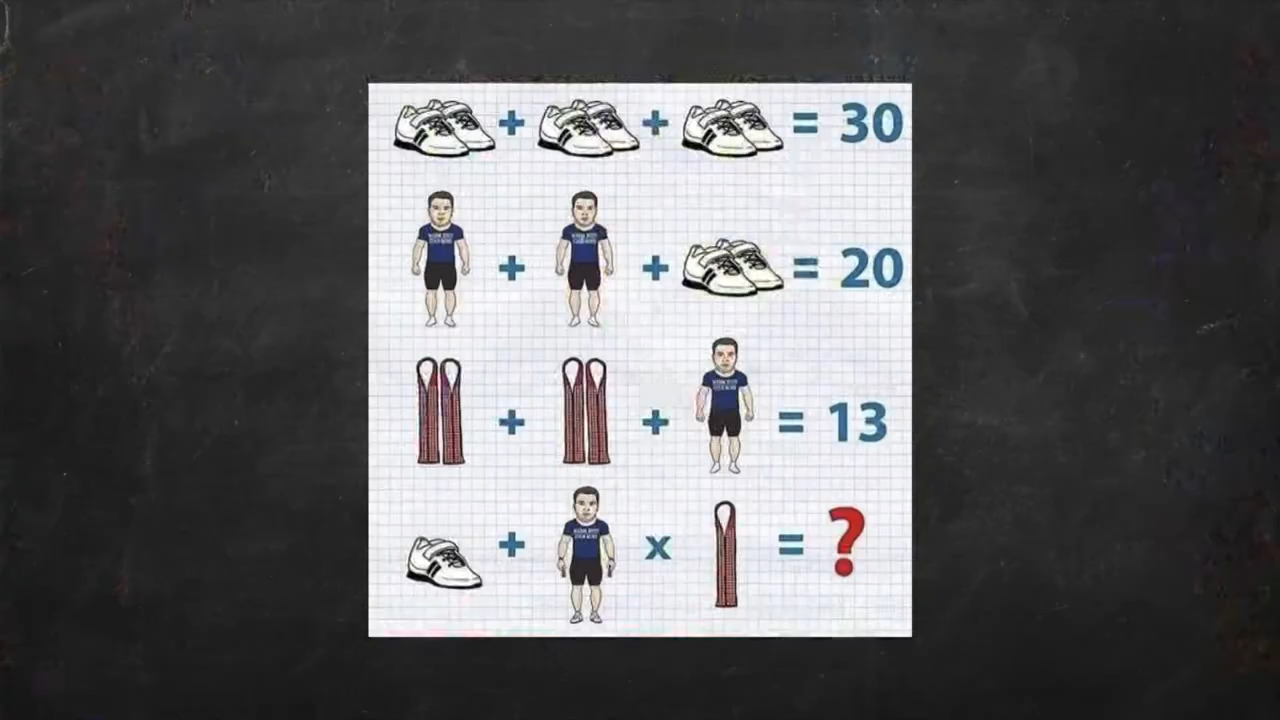 + + = 30
+ + = 20
+ + = 13
+ x = ?